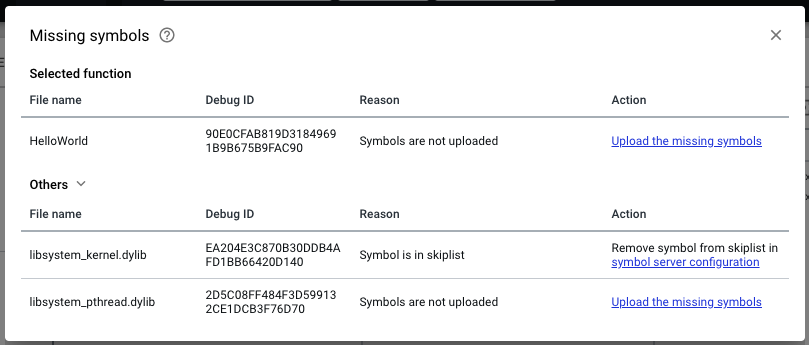 Missing symbols
Selected function
File name Debug ID Reason Action
HelloWorld 90E0CFAB819D3184969 Symbols are not uploaded Upload the missing symbols
1B9B675B9FAC90
Others
File name Debug ID Reason Action
libsystem_kernel.dylib EA204E3C870B30DDB4A Symbol is in skiplist Remove symbol from skiplist in
FD1BB66420D140 symbol server configuration
libsystem_pthread.dylib 2D5C08FF484F3D59913 Symbols are not uploaded Upload the missing symbols
2CE1DCB3F76D70